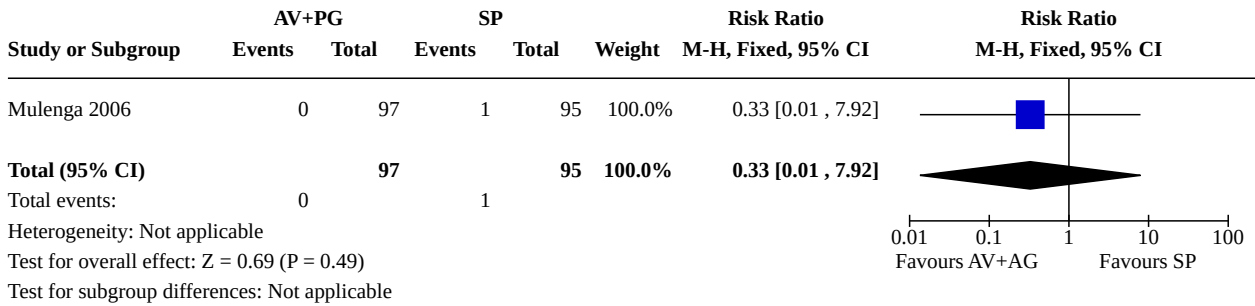 AV+PG SP Risk Ratio Risk Ratio
Study or Subgroup Events Total Events Total Weight M-H, Fixed, 95% CI M-H, Fixed, 95% CI
Mulenga 2006 0 97 1 95 100.0% 0.33 [0.01 , 7.92]
Total (95% CI) 97 95 100.0% 0.33 [0.01 , 7.92]
Total events: 0 1
Heterogeneity: Not applicable
0.01 0.1 1 10 100
Test for overall effect: Z = 0.69 (P = 0.49) Favours AV+AG Favours SP
Test for subgroup differences: Not applicable